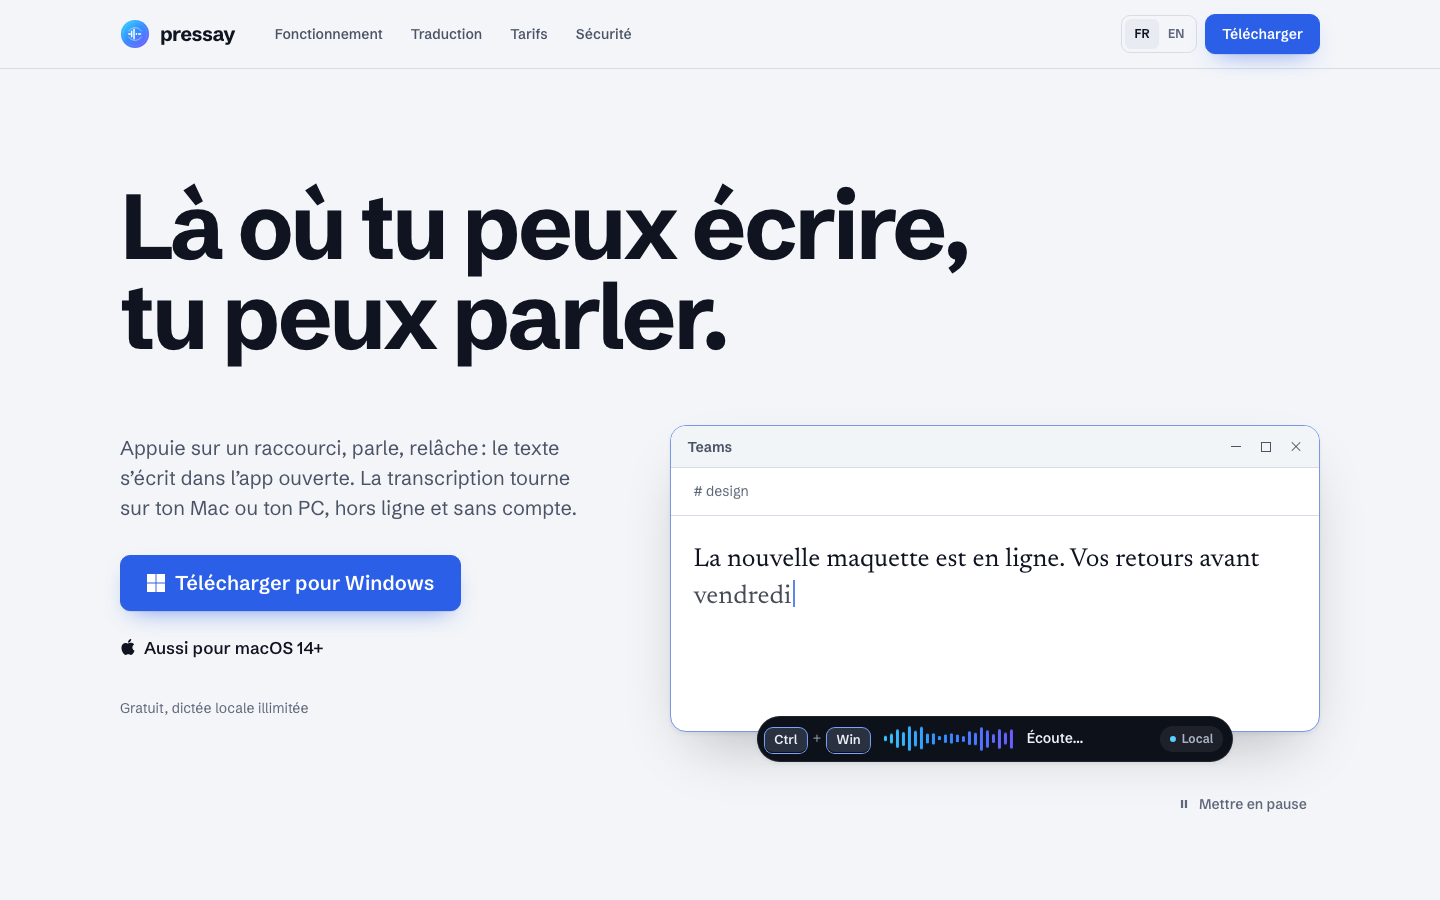 pressay
Fonctionnement
Traduction
Tarifs
Sécurité
FR
EN
Télécharger
Là où tu peux écrire,
tu peux parler.
Appuie sur un raccourci, parle, relâche : le texte
s’écrit dans l’app ouverte. La transcription tourne
sur ton Mac ou ton PC, hors ligne et sans compte.
Télécharger pour Windows
Aussi pour macOS 14+
Gratuit, dictée locale illimitée
Teams
# design
La nouvelle maquette est en ligne. Vos retours avant
vendredi
Ctrl + Win
Écoute…
Local
Mettre en pause